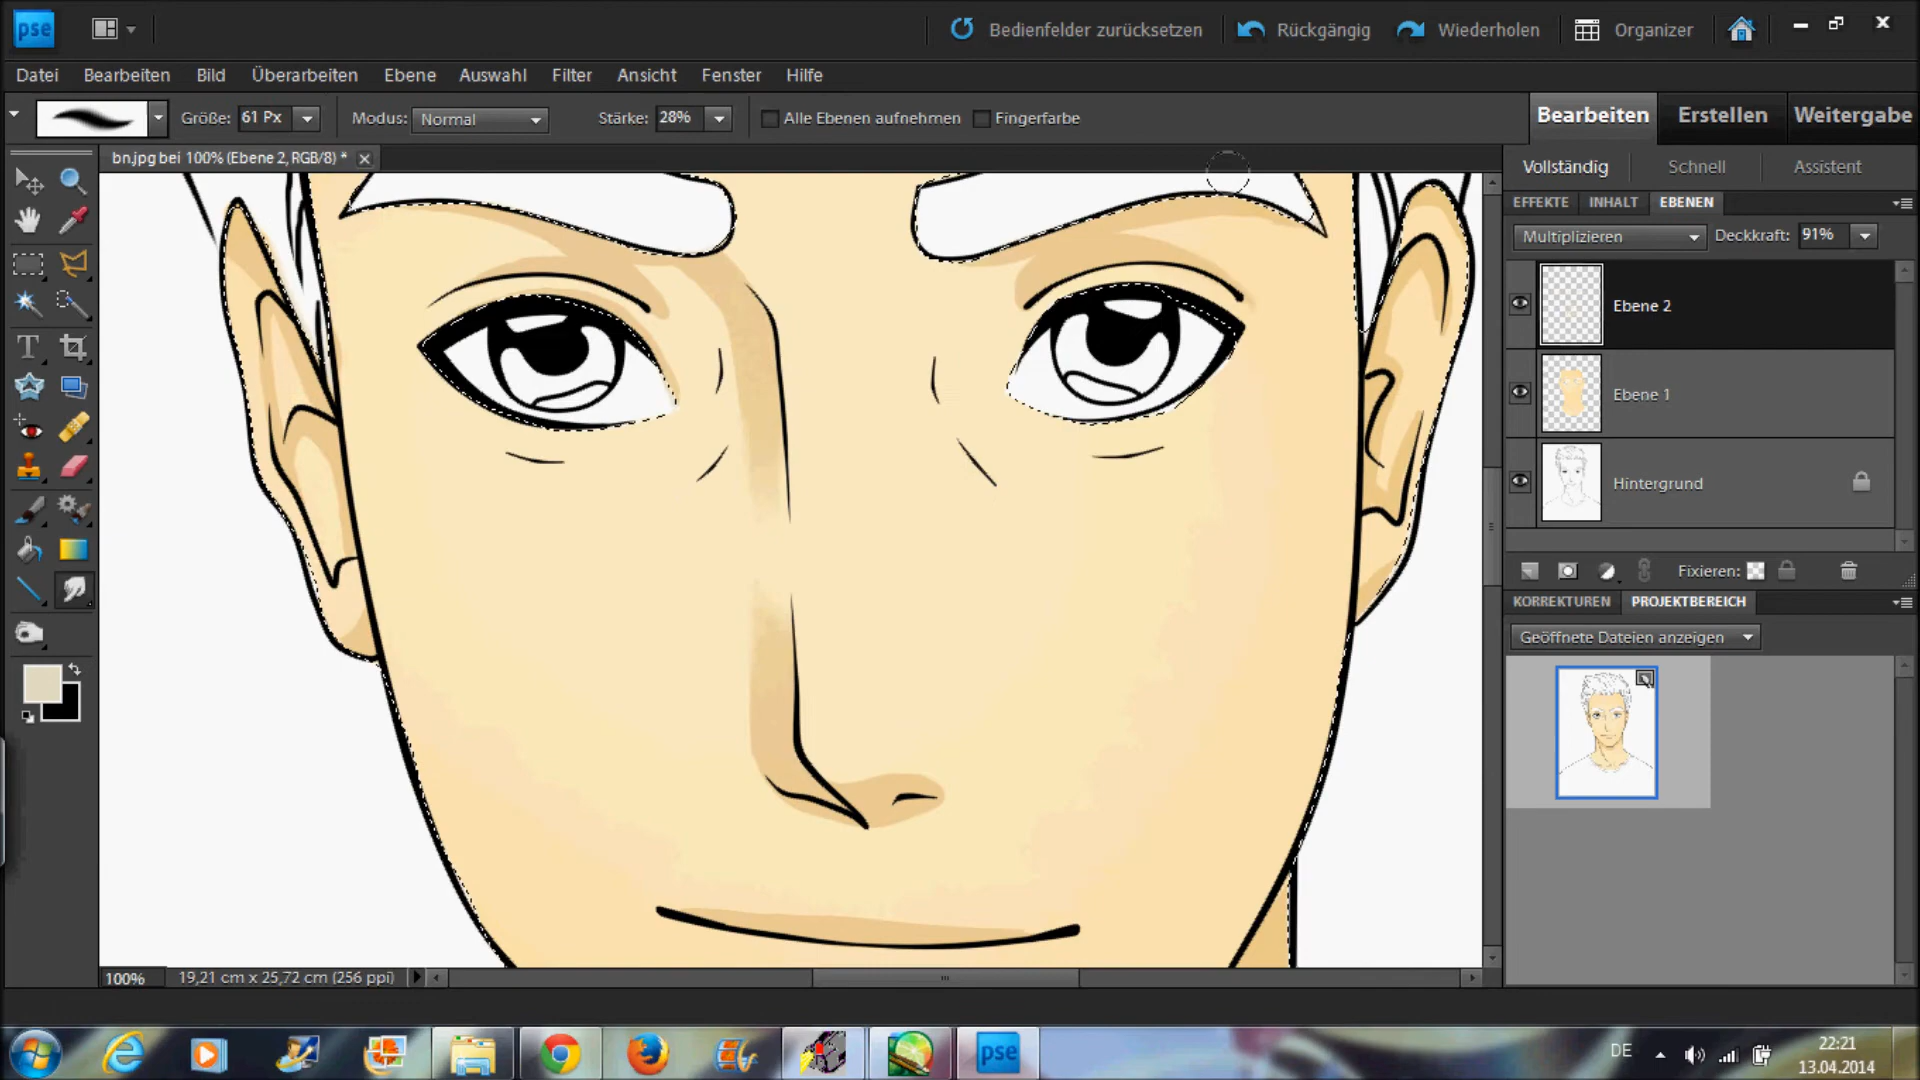 pse
Bedienfelder zurücksetzen
Rückgängig
Wiederholen
Organizer
Datei Bearbeiten Bild Überarbeiten Ebene Auswahl Filter Ansicht Fenster Hilfe
Größe: 61 Px Modus: Normal Stärke: 28% Alle Ebenen aufnehmen Fingerfarbe
Bearbeiten Erstellen Weitergabe
bn.jpg bei 100% (Ebene 2, RGB/8) *
Vollständig Schnell Assistent
EFFEKTE INHALT EBENEN
Multiplizieren Deckkraft: 91%
Ebene 2
Ebene 1
Hintergrund
T
Fixieren:
KORREKTUREN PROJEKTBEREICH
Geöffnete Dateien anzeigen
100% 19,21 cm x 25,72 cm (256 ppi)
pse
DE
22:21
13.04.2014